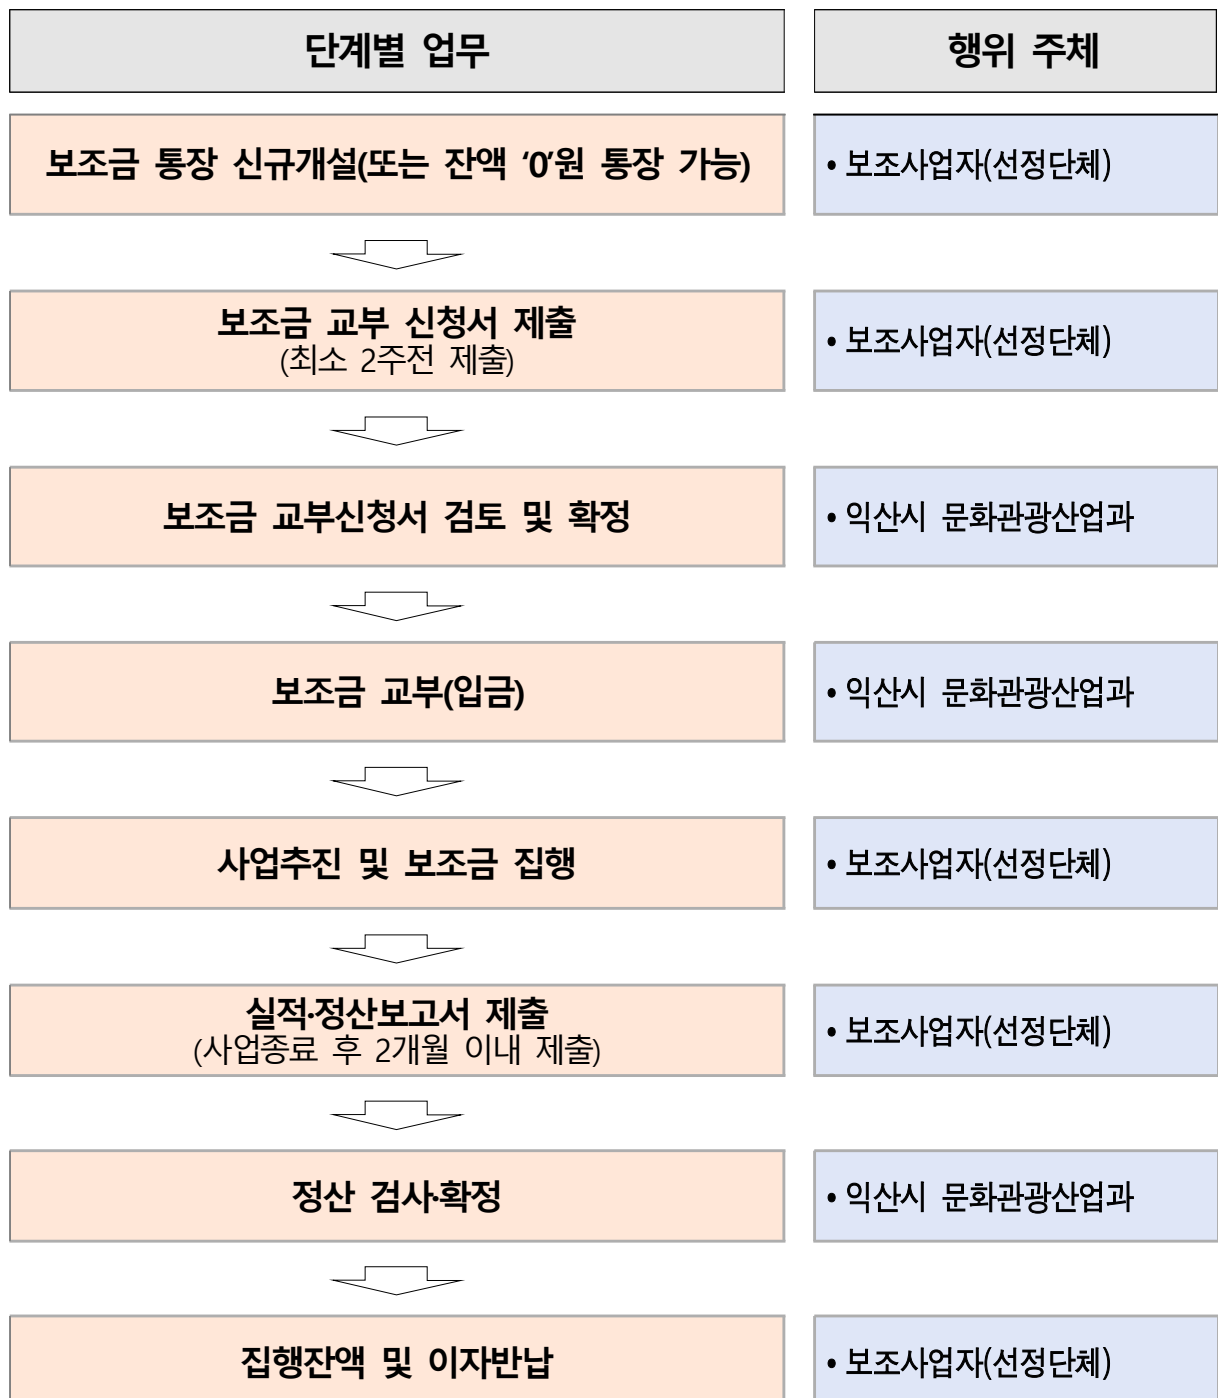 단계별 업무
행위 주체
보조금 통장 신규개설(또는 잔액 ‘0’원 통장 가능)
• 보조사업자(선정단체)
보조금 교부 신청서 제출
(최소 2주전 제출)
• 보조사업자(선정단체)
보조금 교부신청서 검토 및 확정
• 익산시 문화관광산업과
보조금 교부(입금)
• 익산시 문화관광산업과
사업추진 및 보조금 집행
• 보조사업자(선정단체)
실적·정산보고서 제출
(사업종료 후 2개월 이내 제출)
• 보조사업자(선정단체)
정산 검사·확정
• 익산시 문화관광산업과
집행잔액 및 이자반납
• 보조사업자(선정단체)